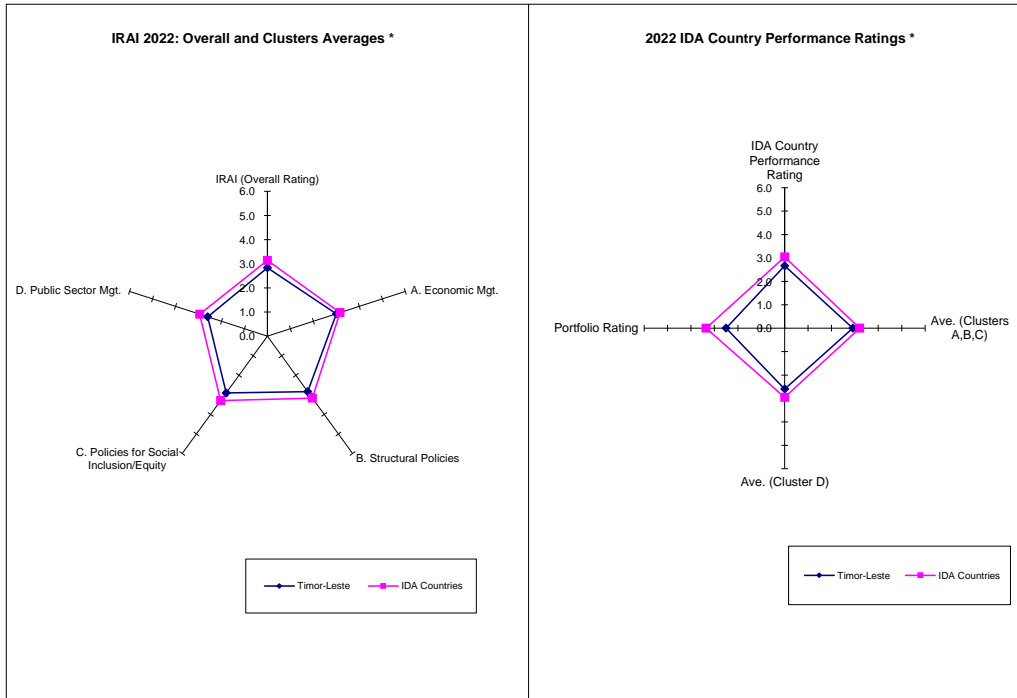 IRAI 2022: Overall and Clusters Averages *
IRAI (Overall Rating)
6.0
5.0
4.0
3.0
2.0
1.0
0.0
A. Economic Mgt.
B. Structural Policies
C. Policies for Social
Inclusion/Equity
D. Public Sector Mgt.
Timor-Leste
IDA Countries
2022 IDA Country Performance Ratings *
IDA Country
Performance
Rating
6.0
5.0
4.0
3.0
2.0
1.0
0.0
Ave. (Clusters
A,B,C)
Ave. (Cluster D)
Portfolio Rating
Timor-Leste
IDA Countries